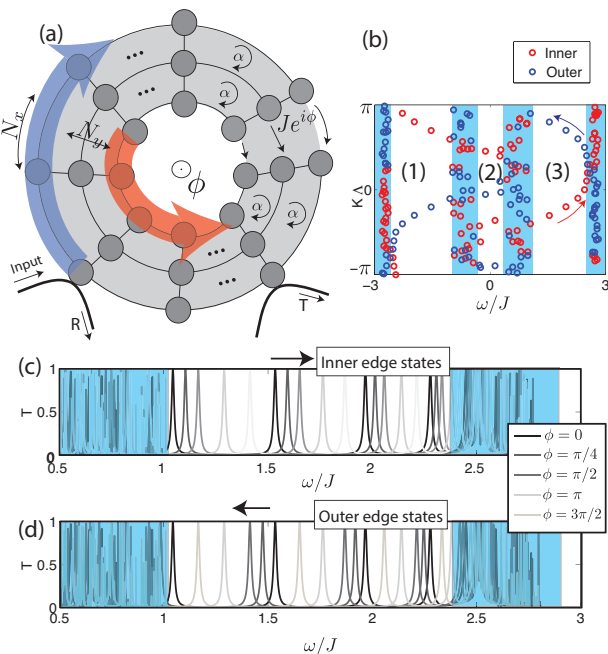 (a)
α
α
α
α
N_x
N_y
Je^{iφ}
φ
Input
R
T
(b)
Inner
Outer
π
0
-π
<K>
(1)
(2)
(3)
-3
0
3
ω/J
(c)
Inner edge states
T
1
0.5
0
0.5
1
1.5
2
2.5
ω/J
φ = 0
φ = π/4
φ = π/2
φ = π
φ = 3π/2
(d)
Outer edge states
T
1
0.5
0
0.5
1
1.5
2
2.5
3
ω/J